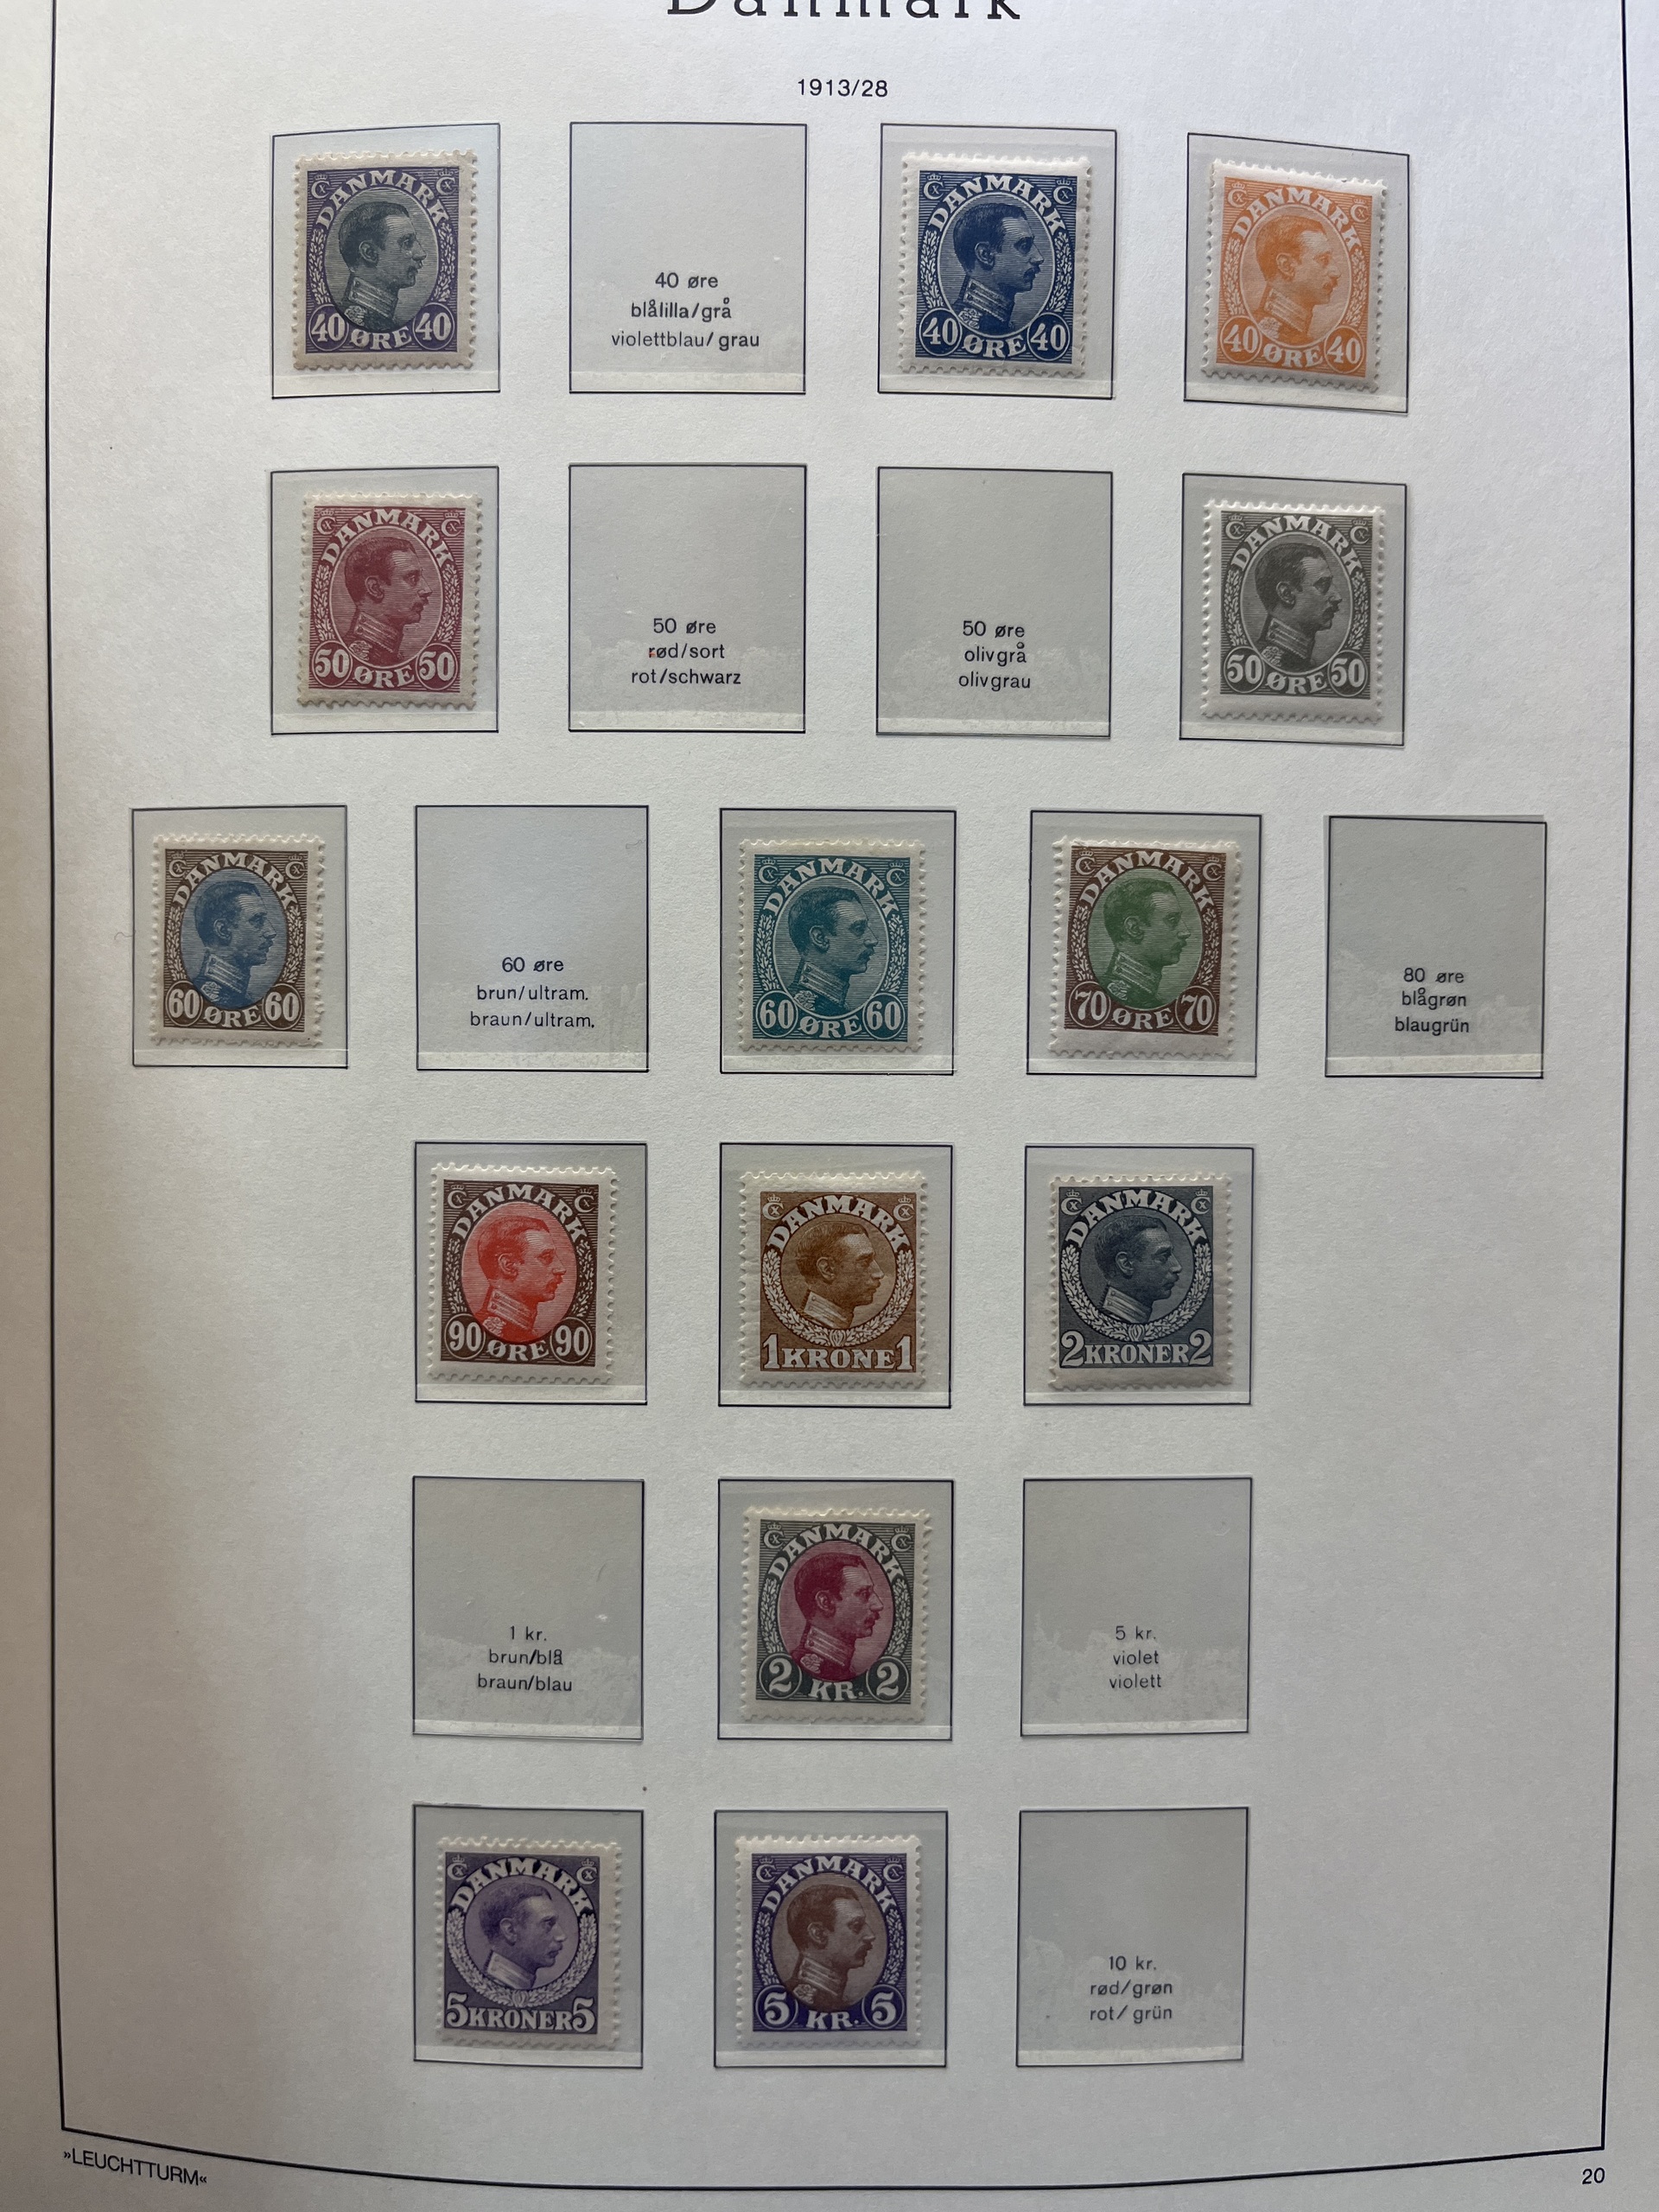 Danmark
1913/28
DANMARK
40 ØRE 40
40 øre
blålilla/grå
violettblau/grau
DANMARK
40 ØRE 40
DANMARK
40 ØRE 40
DANMARK
50 ØRE 50
50 øre
rød/sort
rot/schwarz
50 øre
olivgrå
olivgrau
DANMARK
50 ØRE 50
DANMARK
60 ØRE 60
60 øre
brun/ultram.
braun/ultram.
DANMARK
60 ØRE 60
DANMARK
70 ØRE 70
80 øre
blågrøn
blaugrün
DANMARK
90 ØRE 90
DANMARK
1 KRONE 1
DANMARK
2 KRONER 2
1 kr.
brun/blå
braun/blau
DANMARK
2 KR. 2
5 kr.
violet
violett
DANMARK
5 KRONER 5
DANMARK
5 KR. 5
10 kr.
rød/grøn
rot/grün
»LEUCHTTURM«
20